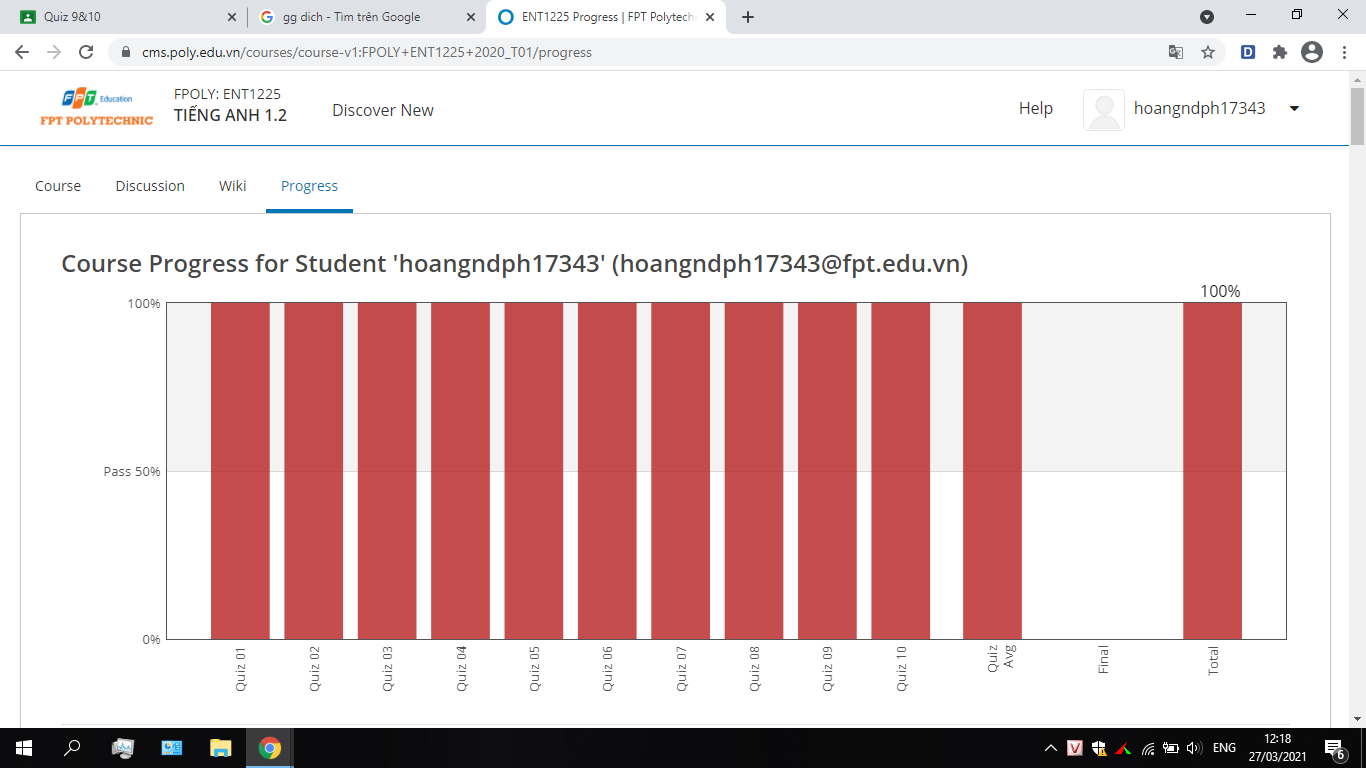 Quiz 9&10
gg dich - Tìm trên Google
ENT1225 Progress | FPT Polytech
cms.poly.edu.vn/courses/course-v1:FPOLY+ENT1225+2020_T01/progress
FPT Education
FPT POLYTECHNIC
FPOLY: ENT1225
TIẾNG ANH 1.2
Discover New
Help
hoangndph17343
Course
Discussion
Wiki
Progress
Course Progress for Student 'hoangndph17343' (hoangndph17343@fpt.edu.vn)
100%
100%
Pass 50%
0%
Quiz 01
Quiz 02
Quiz 03
Quiz 04
Quiz 05
Quiz 06
Quiz 07
Quiz 08
Quiz 09
Quiz 10
Quiz
Avg
Final
Total
ENG
12:18
27/03/2021
6